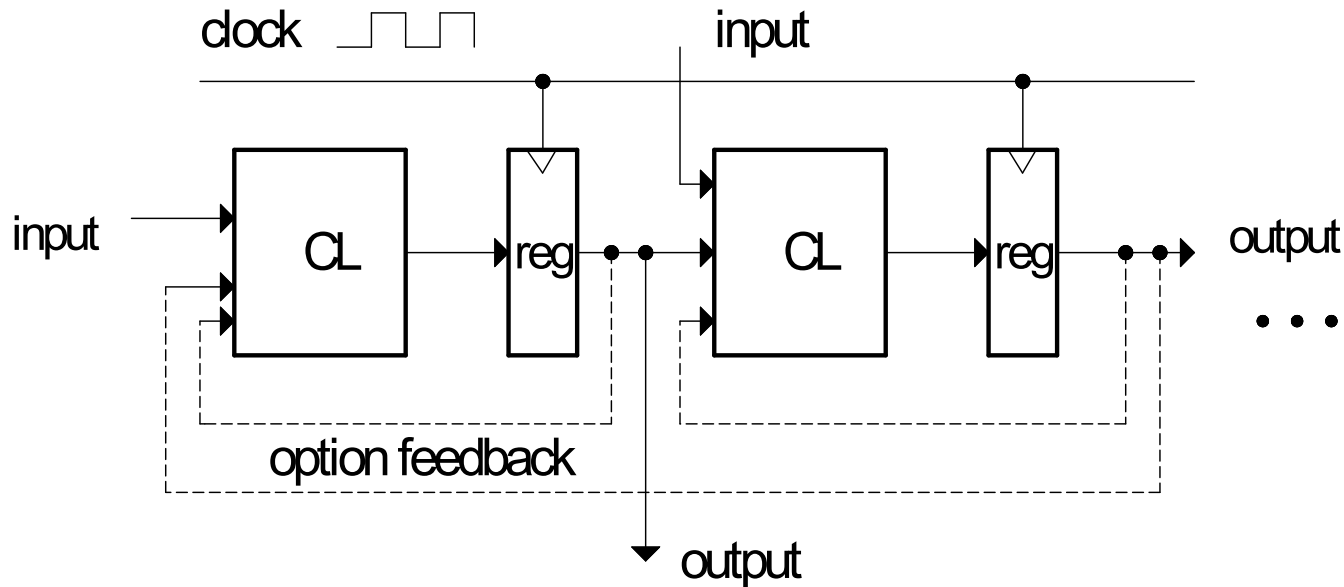 clock
input
input
CL
reg
CL
reg
output
option feedback
output